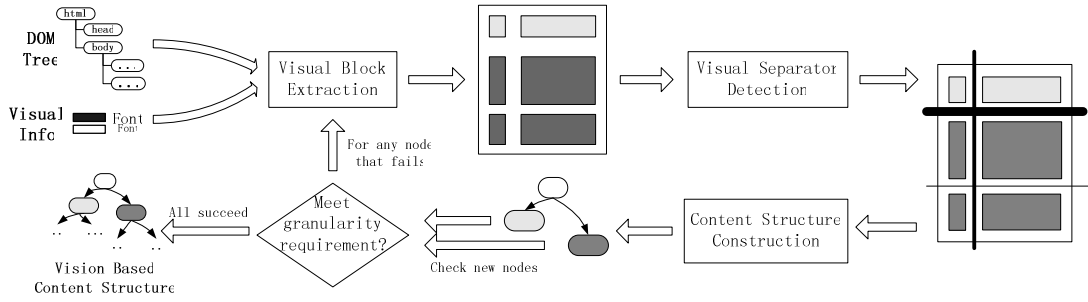 html
head
body
...
...
DOM
Tree
Visual
Info
Font
Font
Visual Block
Extraction
Visual Separator
Detection
For any node
that fails
Meet
granularity
requirement?
All succeed
Check new nodes
Content Structure
Construction
..
...
..
..
Vision Based
Content Structure